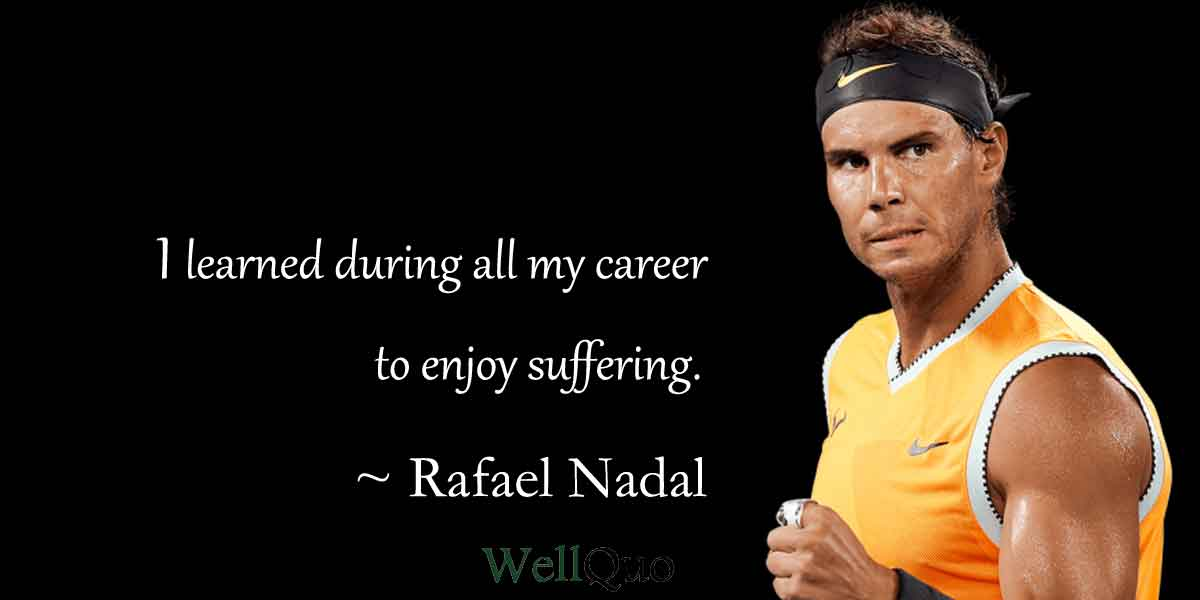 I learned during all my career
to enjoy suffering.
~ Rafael Nadal
WellQuo